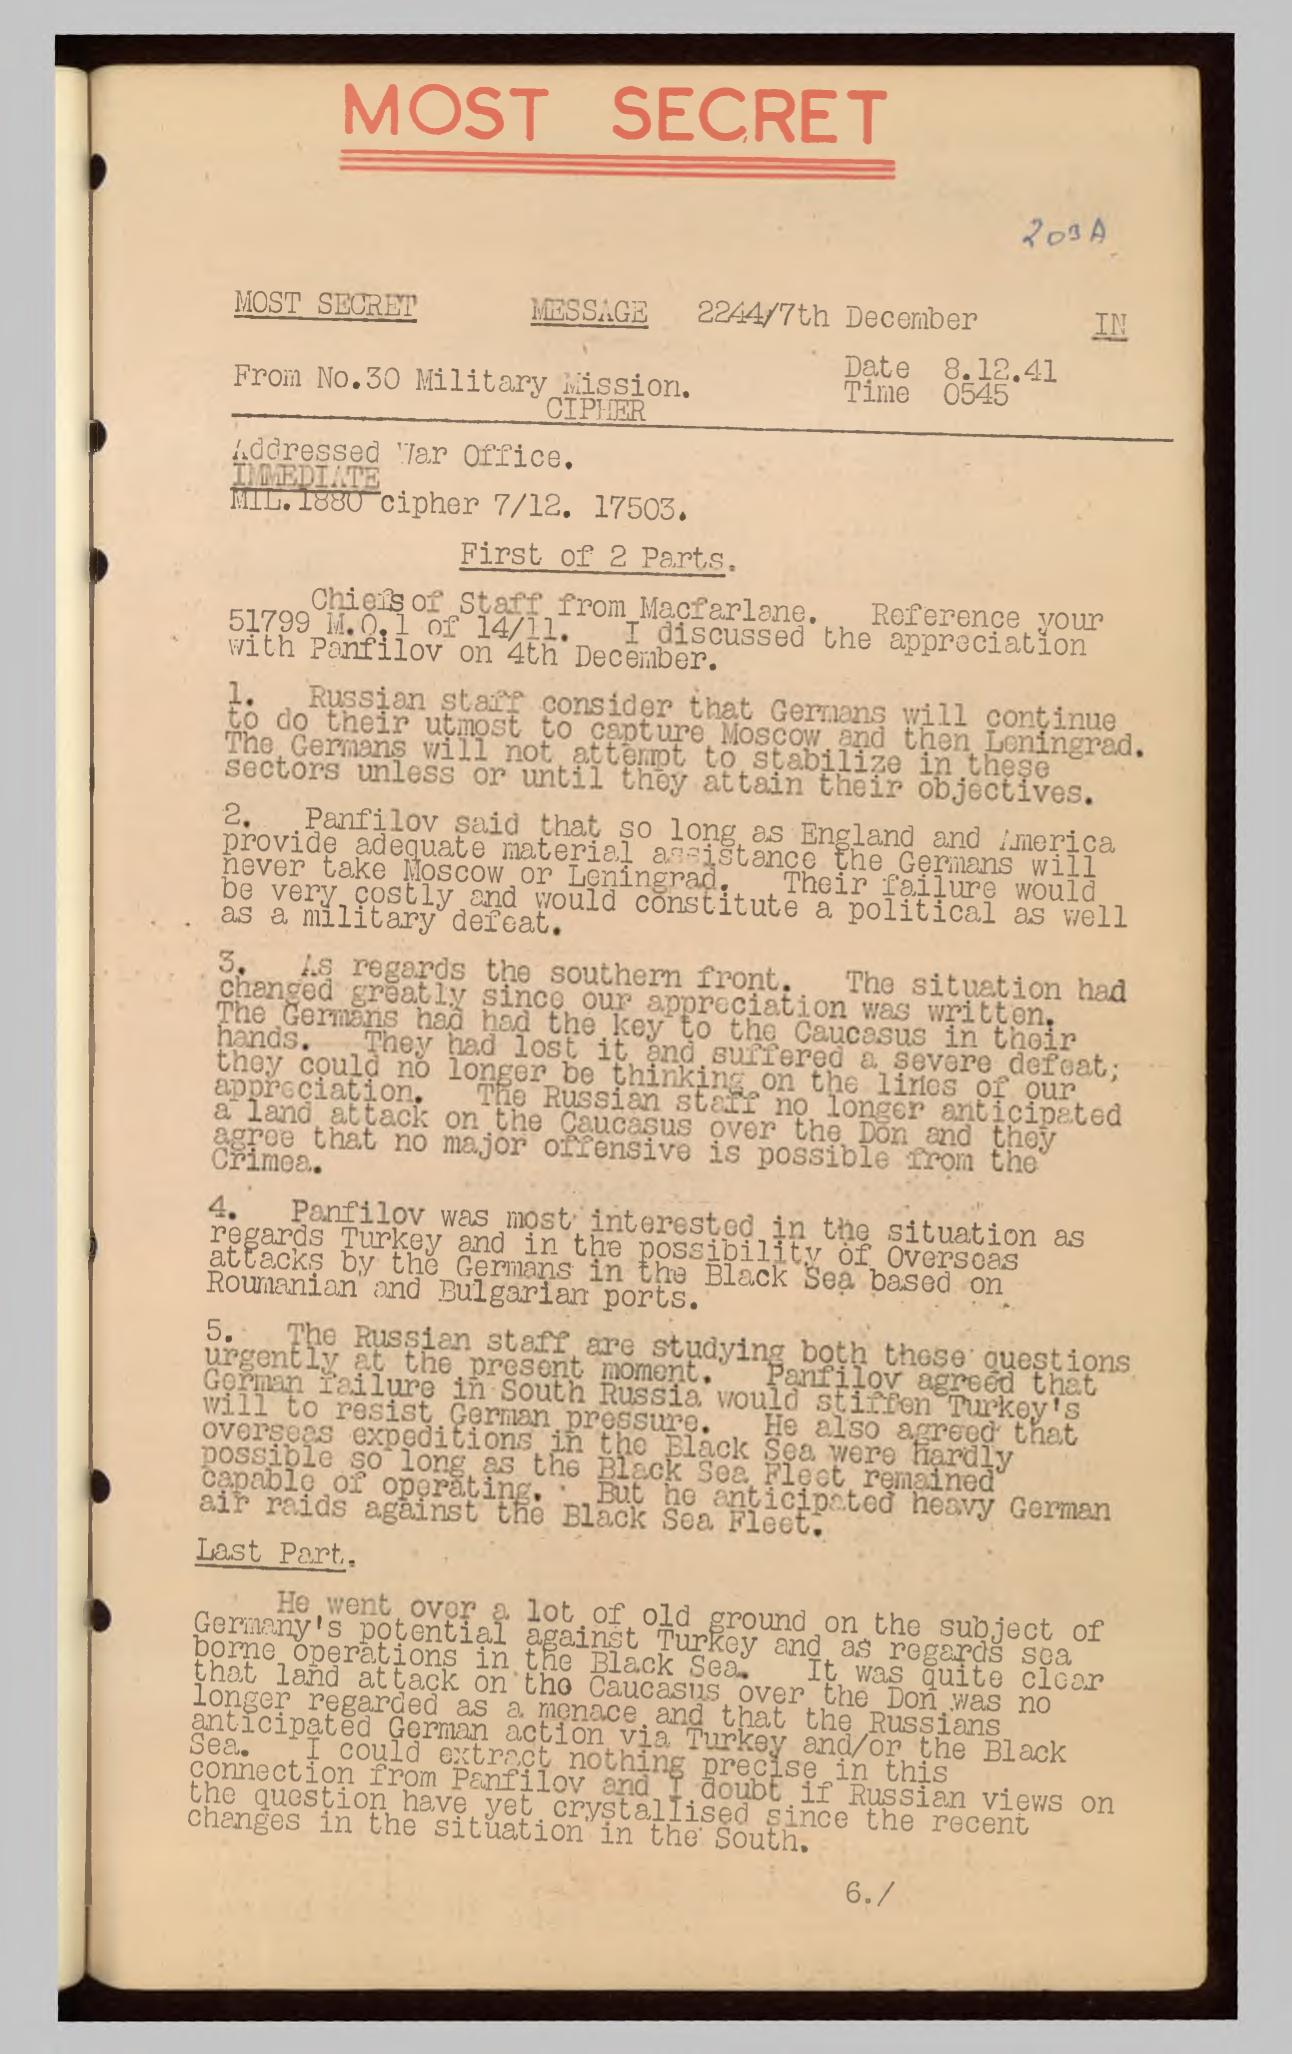 MOST SECRET
203A
MOST SECRET MESSAGE 2244/7th December IN
From No.30 Military Mission. Date 8.12.41
Time 0545
CIPHER
Addressed War Office.
IMMEDIATE
MIL.1880 cipher 7/12. 17503.
First of 2 Parts.
Chiefs of Staff from Macfarlane. Reference your
51799 M.O.1 of 14/11. I discussed the appreciation
with Panfilov on 4th December.
1. Russian staff consider that Germans will continue
to do their utmost to capture Moscow and then Leningrad.
The Germans will not attempt to stabilize in these
sectors unless or until they attain their objectives.
2. Panfilov said that so long as England and America
provide adequate material assistance the Germans will
never take Moscow or Leningrad. Their failure would
be very costly and would constitute a political as well
as a military defeat.
3. As regards the southern front. The situation had
changed greatly since our appreciation was written.
The Germans had had the key to the Caucasus in their
hands. They had lost it and suffered a severe defeat;
they could no longer be thinking on the lines of our
appreciation. The Russian staff no longer anticipated
a land attack on the Caucasus over the Don and they
agree that no major offensive is possible from the
Crimea.
4. Panfilov was most interested in the situation as
regards Turkey and in the possibility of Overseas
attacks by the Germans in the Black Sea based on
Roumanian and Bulgarian ports.
5. The Russian staff are studying both these questions
urgently at the present moment. Panfilov agreed that
German failure in South Russia would stiffen Turkey's
will to resist German pressure. He also agreed that
overseas expeditions in the Black Sea were hardly
possible so long as the Black Sea Fleet remained
capable of operating. But he anticipated heavy German
air raids against the Black Sea Fleet.
Last Part.
He went over a lot of old ground on the subject of
Germany's potential against Turkey and as regards sea
borne operations in the Black Sea. It was quite clear
that land attack on the Caucasus over the Don was no
longer regarded as a menace and that the Russians
anticipated German action via Turkey and/or the Black
Sea. I could extract nothing precise in this
connection from Panfilov and I doubt if Russian views on
the question have yet crystallised since the recent
changes in the situation in the South.
6./